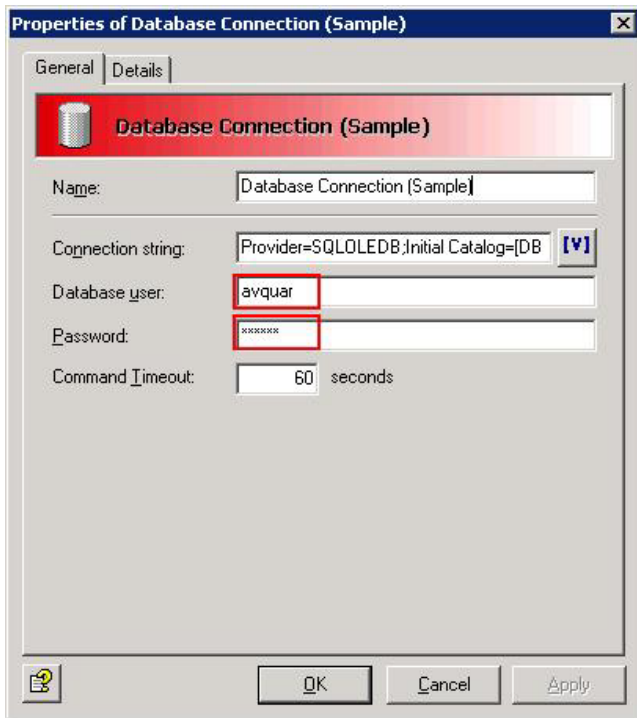 Properties of Database Connection (Sample)
General Details
Database Connection (Sample)
Name: Database Connection (Sample)
Connection string: Provider=SQLOLEDB;Initial Catalog=[DB [V]
Database user: avquar
Password: ******
Command Timeout: 60 seconds
OK Cancel Apply